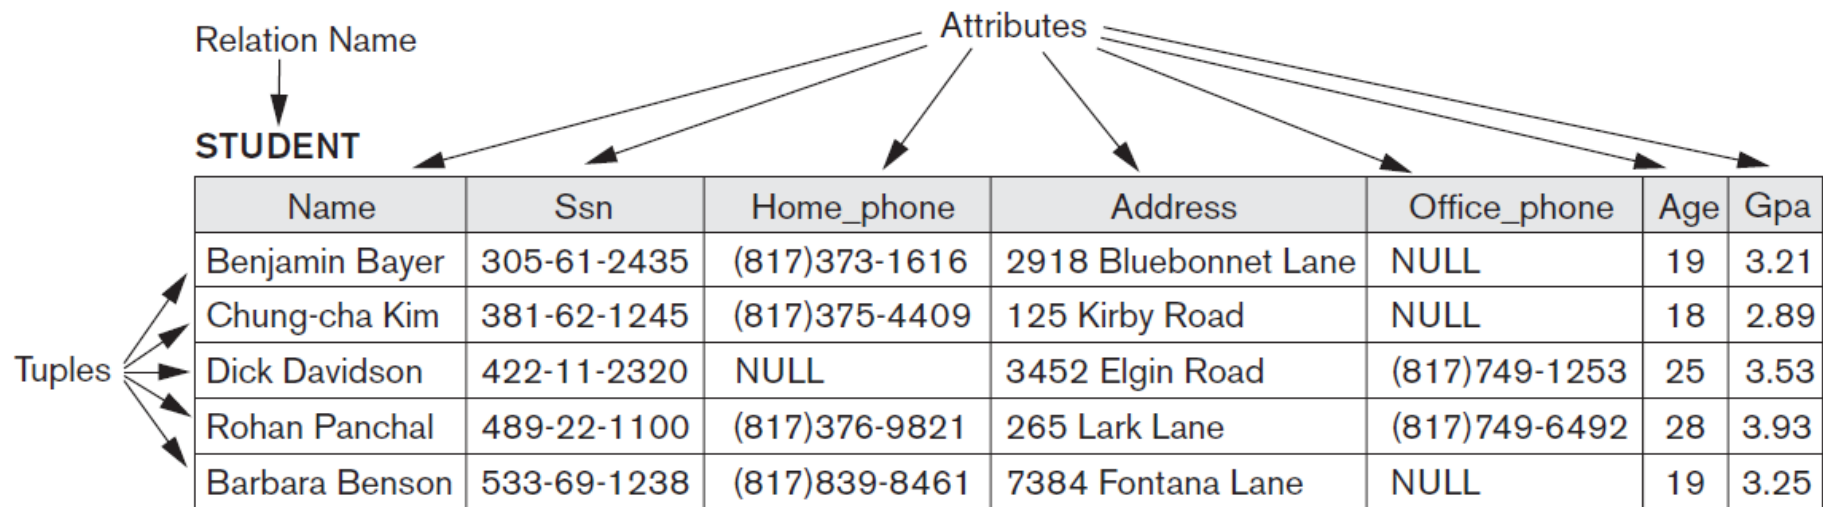 Attributes
Relation Name
STUDENT
Name Ssn Home_phone Address Office_phone Age Gpa
Benjamin Bayer 305-61-2435 (817)373-1616 2918 Bluebonnet Lane NULL 19 3.21
Chung-cha Kim 381-62-1245 (817)375-4409 125 Kirby Road NULL 18 2.89
Tuples Dick Davidson 422-11-2320 NULL 3452 Elgin Road (817)749-1253 25 3.53
Rohan Panchal 489-22-1100 (817)376-9821 265 Lark Lane (817)749-6492 28 3.93
Barbara Benson 533-69-1238 (817)839-8461 7384 Fontana Lane NULL 19 3.25